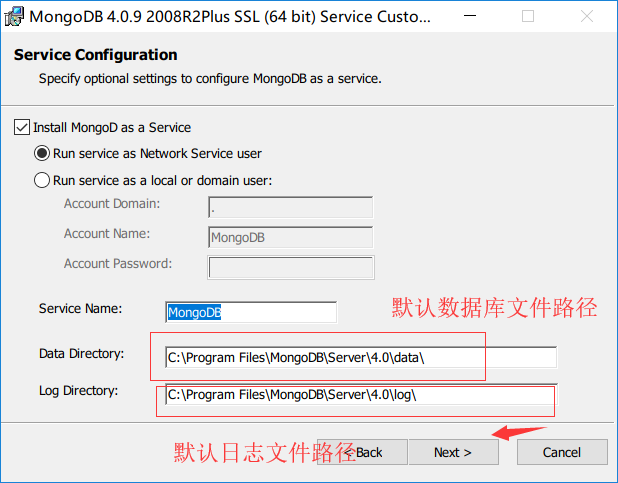 MongoDB 4.0.9 2008R2Plus SSL (64 bit) Service Custo...
Service Configuration
Specify optional settings to configure MongoDB as a service.
Install MongoD as a Service
Run service as Network Service user
Run service as a local or domain user:
Account Domain: .
Account Name: MongoDB
Account Password:
默认数据库文件路径
Service Name: MongoDB
Data Directory: C:\Program Files\MongoDB\Server\4.0\data\
Log Directory: C:\Program Files\MongoDB\Server\4.0\log\
默认日志文件路径
< Back Next > Cancel